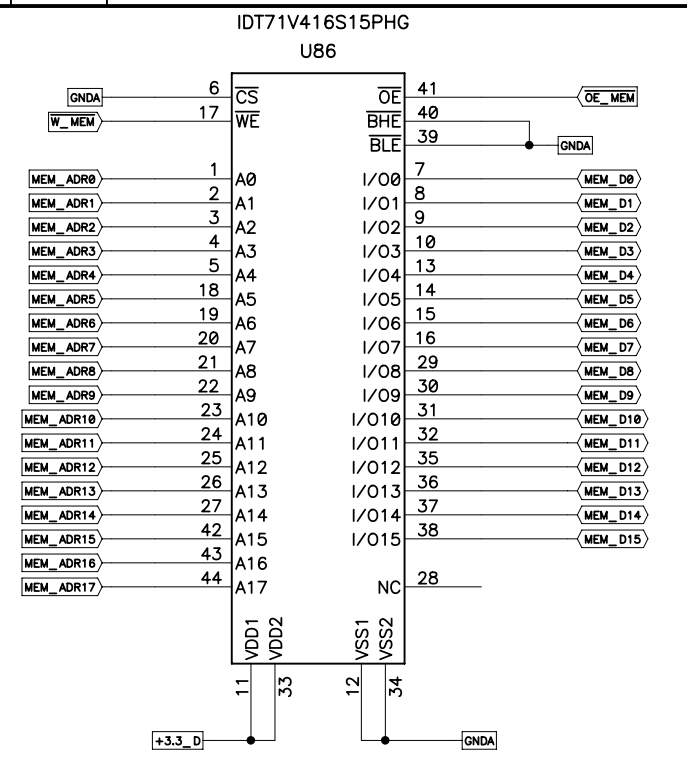 IDT71V416S15PHG
U86
GNDA 6 CS OE 41 OE_MEM
W_MEM 17 WE BHE 40
BLE 39 GNDA
MEM_ADR0 1 A0 I/O0 7 MEM_D0
MEM_ADR1 2 A1 I/O1 8 MEM_D1
MEM_ADR2 3 A2 I/O2 9 MEM_D2
MEM_ADR3 4 A3 I/O3 10 MEM_D3
MEM_ADR4 5 A4 I/O4 13 MEM_D4
MEM_ADR5 18 A5 I/O5 14 MEM_D5
MEM_ADR6 19 A6 I/O6 15 MEM_D6
MEM_ADR7 20 A7 I/O7 16 MEM_D7
MEM_ADR8 21 A8 I/O8 29 MEM_D8
MEM_ADR9 22 A9 I/O9 30 MEM_D9
MEM_ADR10 23 A10 I/O10 31 MEM_D10
MEM_ADR11 24 A11 I/O11 32 MEM_D11
MEM_ADR12 25 A12 I/O12 35 MEM_D12
MEM_ADR13 26 A13 I/O13 36 MEM_D13
MEM_ADR14 27 A14 I/O14 37 MEM_D14
MEM_ADR15 42 A15 I/O15 38 MEM_D15
MEM_ADR16 43 A16
MEM_ADR17 44 A17 NC 28
VDD1 VDD2 VSS1 VSS2
11 33 12 34
+3.3_D GNDA